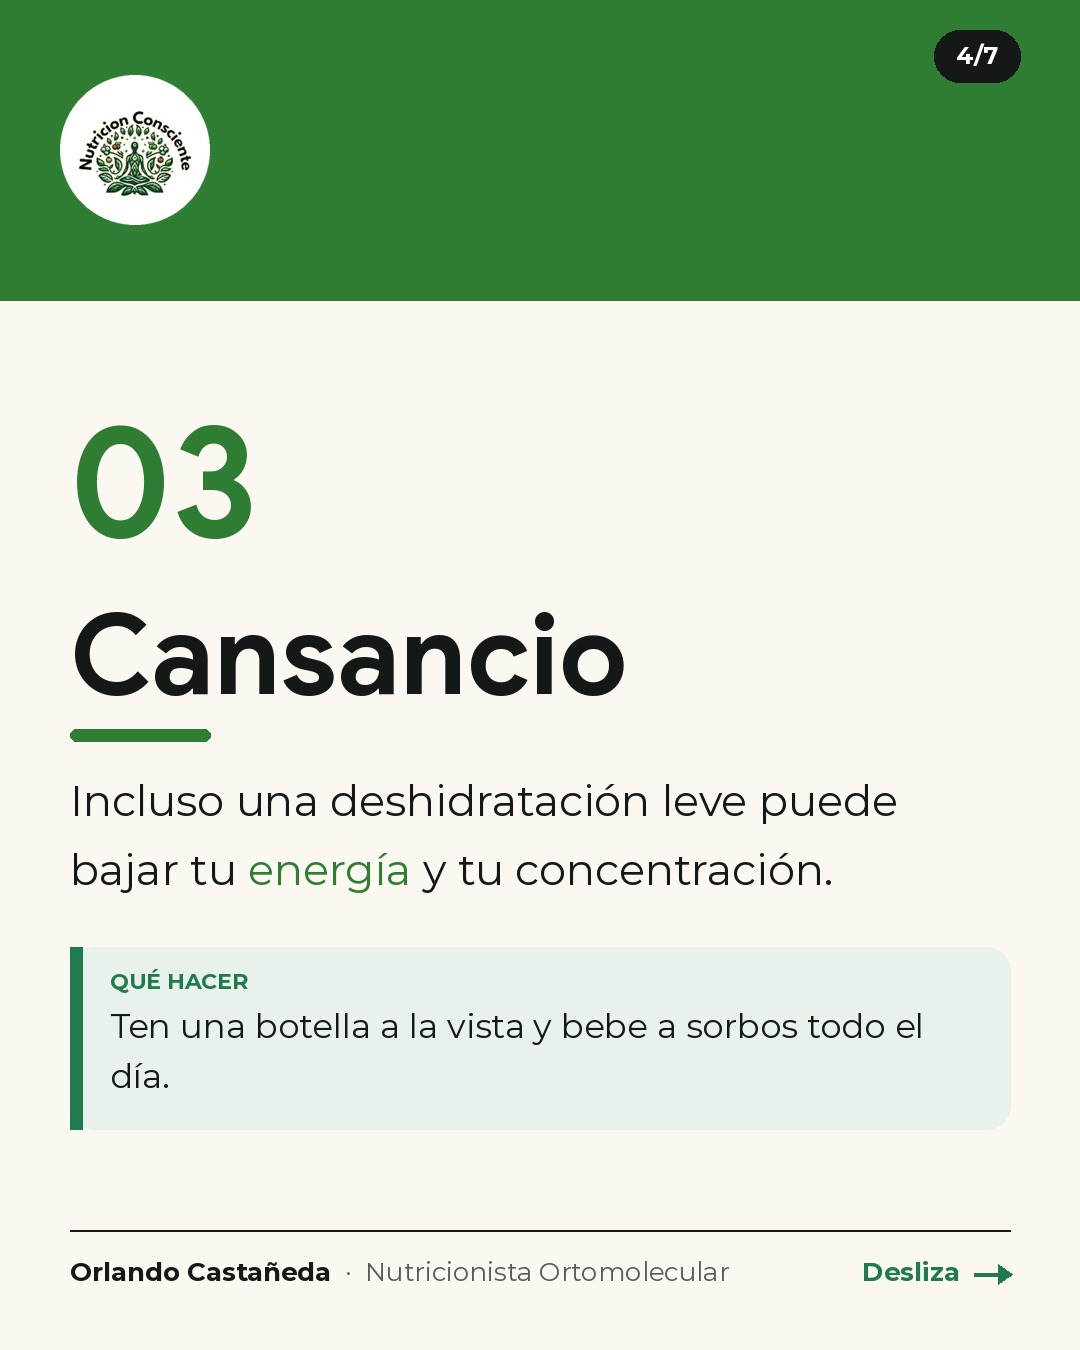 4/7
Nutricion Consciente
03
Cansancio
Incluso una deshidratación leve puede
bajar tu energía y tu concentración.
QUÉ HACER
Ten una botella a la vista y bebe a sorbos todo el
día.
Orlando Castañeda · Nutricionista Ortomolecular
Desliza →